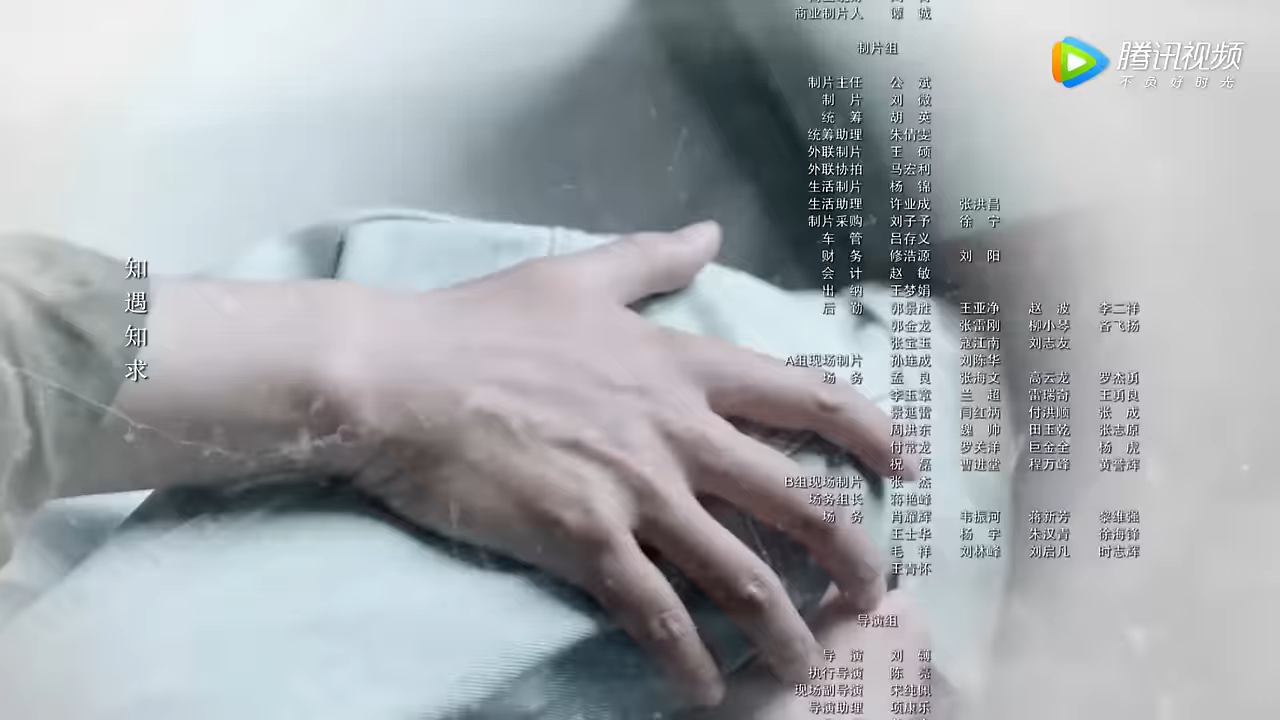 商业制片人 谭 诚
制片组
腾讯视频
不负好时光
制片主任 公 斌
制 片 刘 微
统 筹 胡 英
统筹助理 朱倩雯
外联制片 王 硕
外联协拍 马宏利
生活制片 杨 锦
生活助理 许业成 张洪昌
制片采购 刘子予 徐 宁
车 管 吕存义
财 务 修浩源 刘 阳
会 计 赵 敏
出 纳 王梦娟
后 勤 郭景胜 王亚净 赵 波 李二祥
郭金龙 张雷刚 柳小琴 昝飞扬
张宝玉 寇江南 刘志友
A组现场制片 孙连成 刘陈华
场 务 孟 良 张海文 高云龙 罗杰勇
李玉章 兰 超 雷瑞奇 王勇良
景延雷 闫红炳 付洪顺 张 成
周洪东 魏 帅 田玉乾 张志原
付常龙 罗关洋 巨金全 杨 虎
祝 磊 曹进堂 程万峰 黄誉辉
B组现场制片 张 杰
场务组长 蒋艳峰
场 务 肖耀辉 韦振河 蒋新芳 黎维强
王士华 杨 宇 朱汉青 徐海锋
毛 祥 刘林峰 刘启凡 时志辉
王青怀
知遇知求
导演组
导 演 刘
执行导演 陈 亮
现场副导演 宋纯佩
导演助理 项康乐